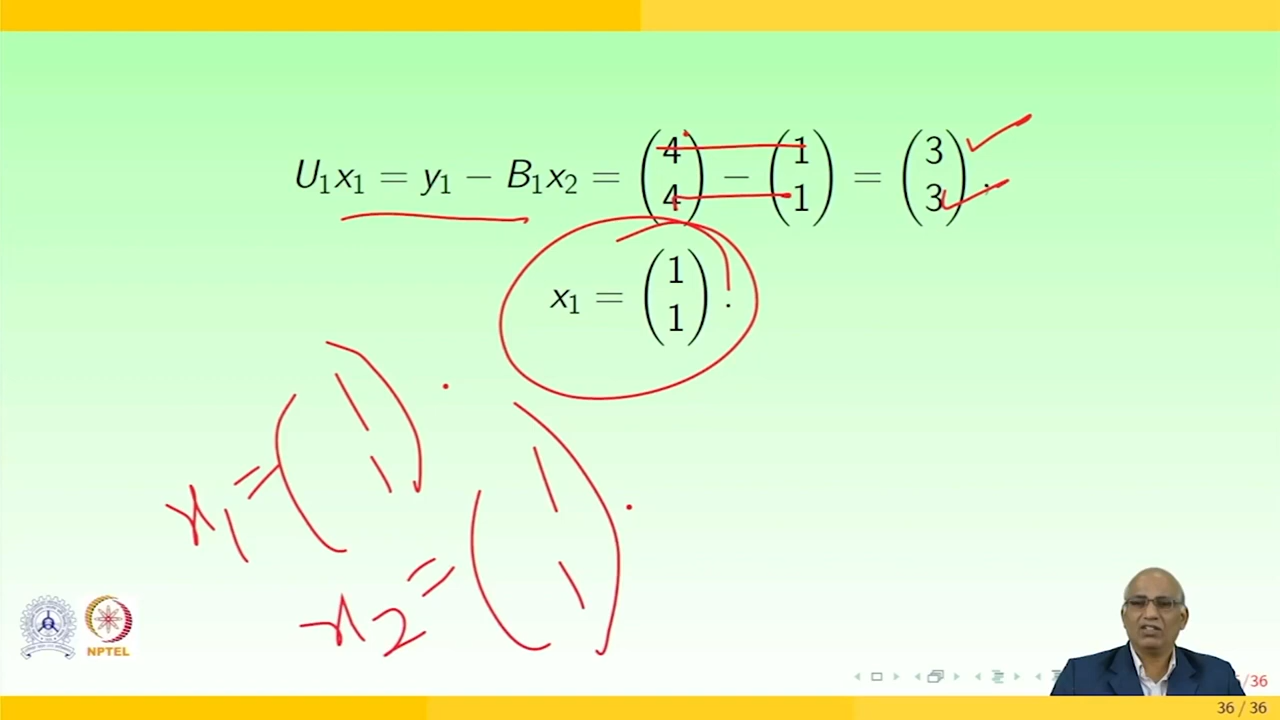 U₁x₁ = y₁ − B₁x₂ = (4 4) − (1 1) = (3 3).
x₁ = (1 1).
x₁ = (1 1).
x₂ = (1 1).
NPTEL
/36
36 / 36